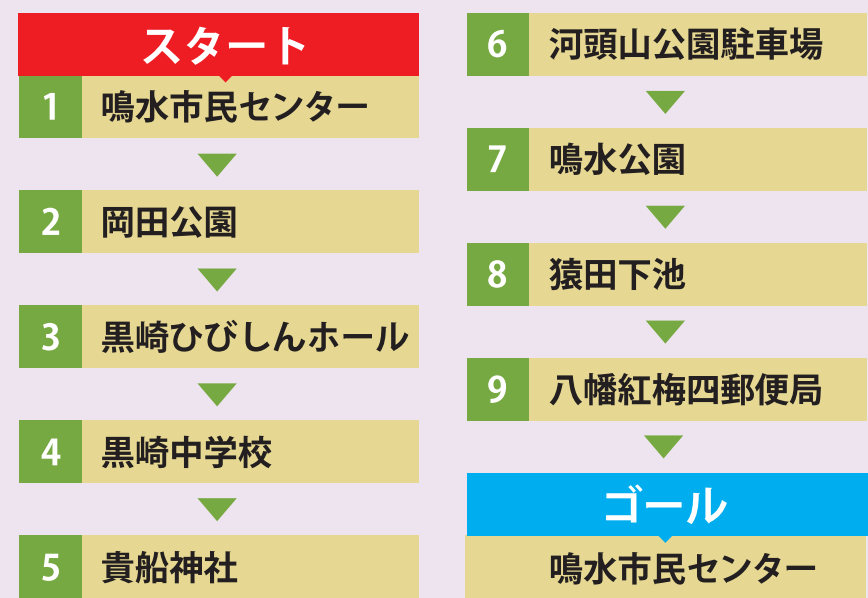 スタート
1 鳴水市民センター
2 岡田公園
3 黒崎ひびしんホール
4 黒崎中学校
5 貴船神社
6 河頭山公園駐車場
7 鳴水公園
8 猿田下池
9 八幡紅梅四郵便局
ゴール
鳴水市民センター